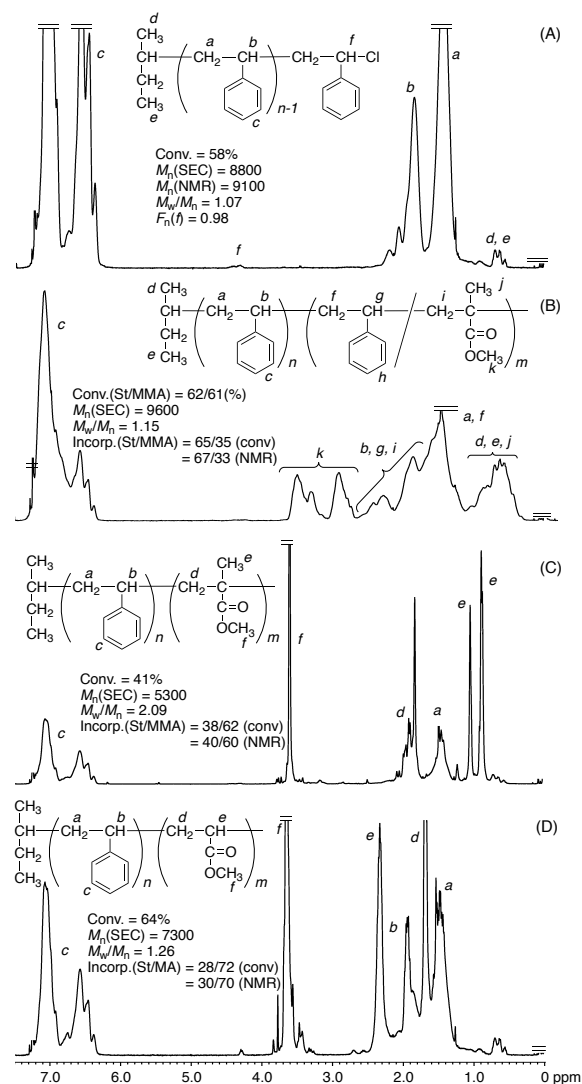 (A)
d
CH3
CH
CH2
CH3
e
a
CH2
b
CH
c
n-1
CH2
f
CH
Cl
c
a
b
Conv. = 58%
Mn(SEC) = 8800
Mn(NMR) = 9100
Mw/Mn = 1.07
Fn(f) = 0.98
f
d, e
(B)
d
CH3
CH
CH2
CH3
e
a
CH2
b
CH
c
n
f
CH2
g
CH
h
i
CH2
CH3
j
C
C=O
OCH3
k
m
c
Conv.(St/MMA) = 62/61(%)
Mn(SEC) = 9600
Mw/Mn = 1.15
Incorp.(St/MMA) = 65/35 (conv)
= 67/33 (NMR)
k
b, g, i
a, f
d, e, j
(C)
CH3
CH
CH2
CH3
a
CH2
b
CH
c
n
d
CH2
CH3
e
C
C=O
OCH3
f
m
Conv. = 41%
Mn(SEC) = 5300
Mw/Mn = 2.09
Incorp.(St/MMA) = 38/62 (conv)
= 40/60 (NMR)
c
f
d
a
e
e
(D)
CH3
CH
CH2
CH3
a
CH2
b
CH
c
n
d
CH2
e
CH
C=O
OCH3
f
m
Conv. = 64%
Mn(SEC) = 7300
Mw/Mn = 1.26
Incorp.(St/MA) = 28/72 (conv)
= 30/70 (NMR)
c
f
e
b
d
a
7.0 6.0 5.0 4.0 3.0 2.0 1.0 0 ppm